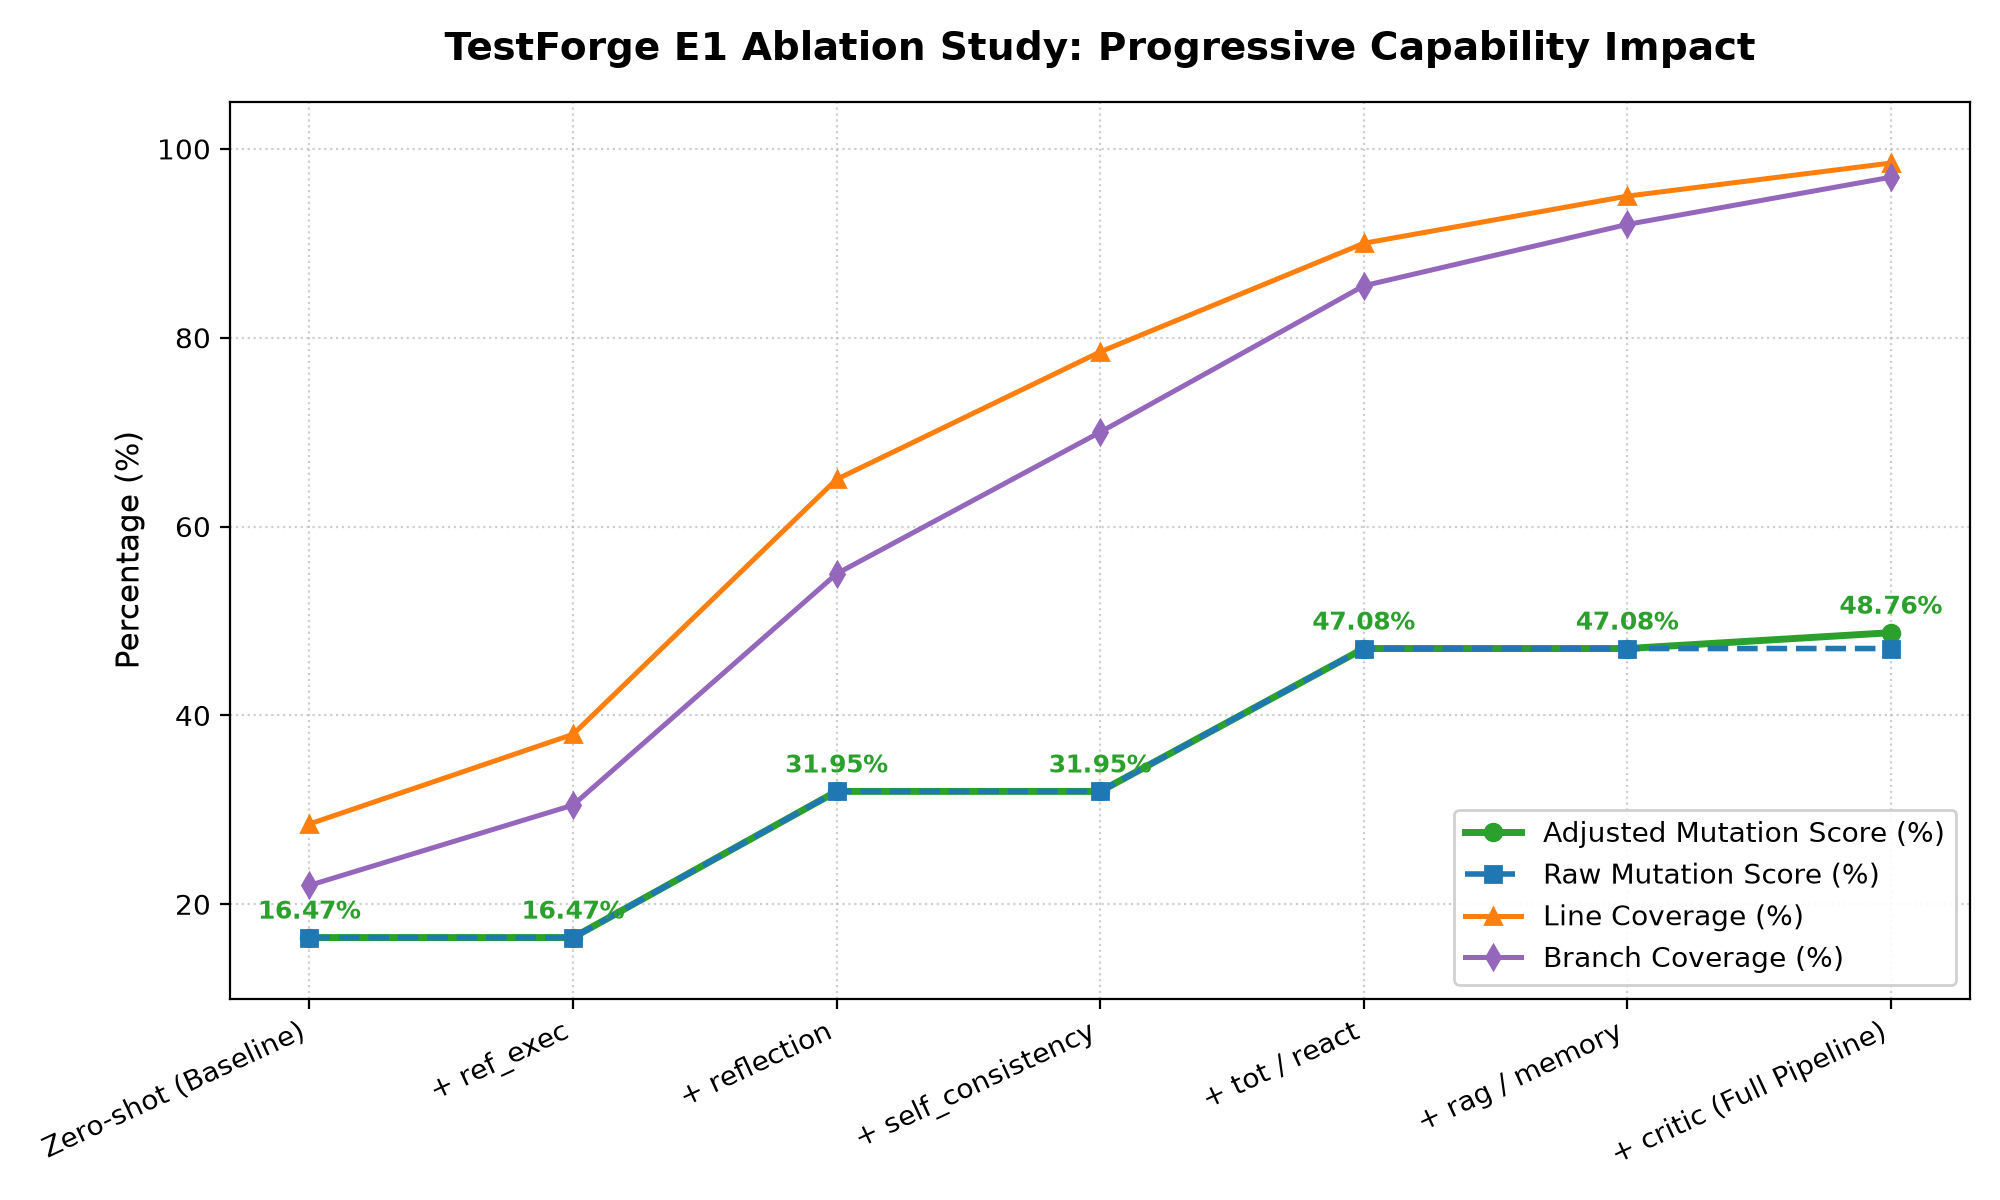 TestForge E1 Ablation Study: Progressive Capability Impact
Percentage (%)
100
80
60
40
20
16.47%
16.47%
31.95%
31.95%
47.08%
47.08%
48.76%
Adjusted Mutation Score (%)
Raw Mutation Score (%)
Line Coverage (%)
Branch Coverage (%)
Zero-shot (Baseline)
+ ref_exec
+ reflection
+ self_consistency
+ tot / react
+ rag / memory
+ critic (Full Pipeline)